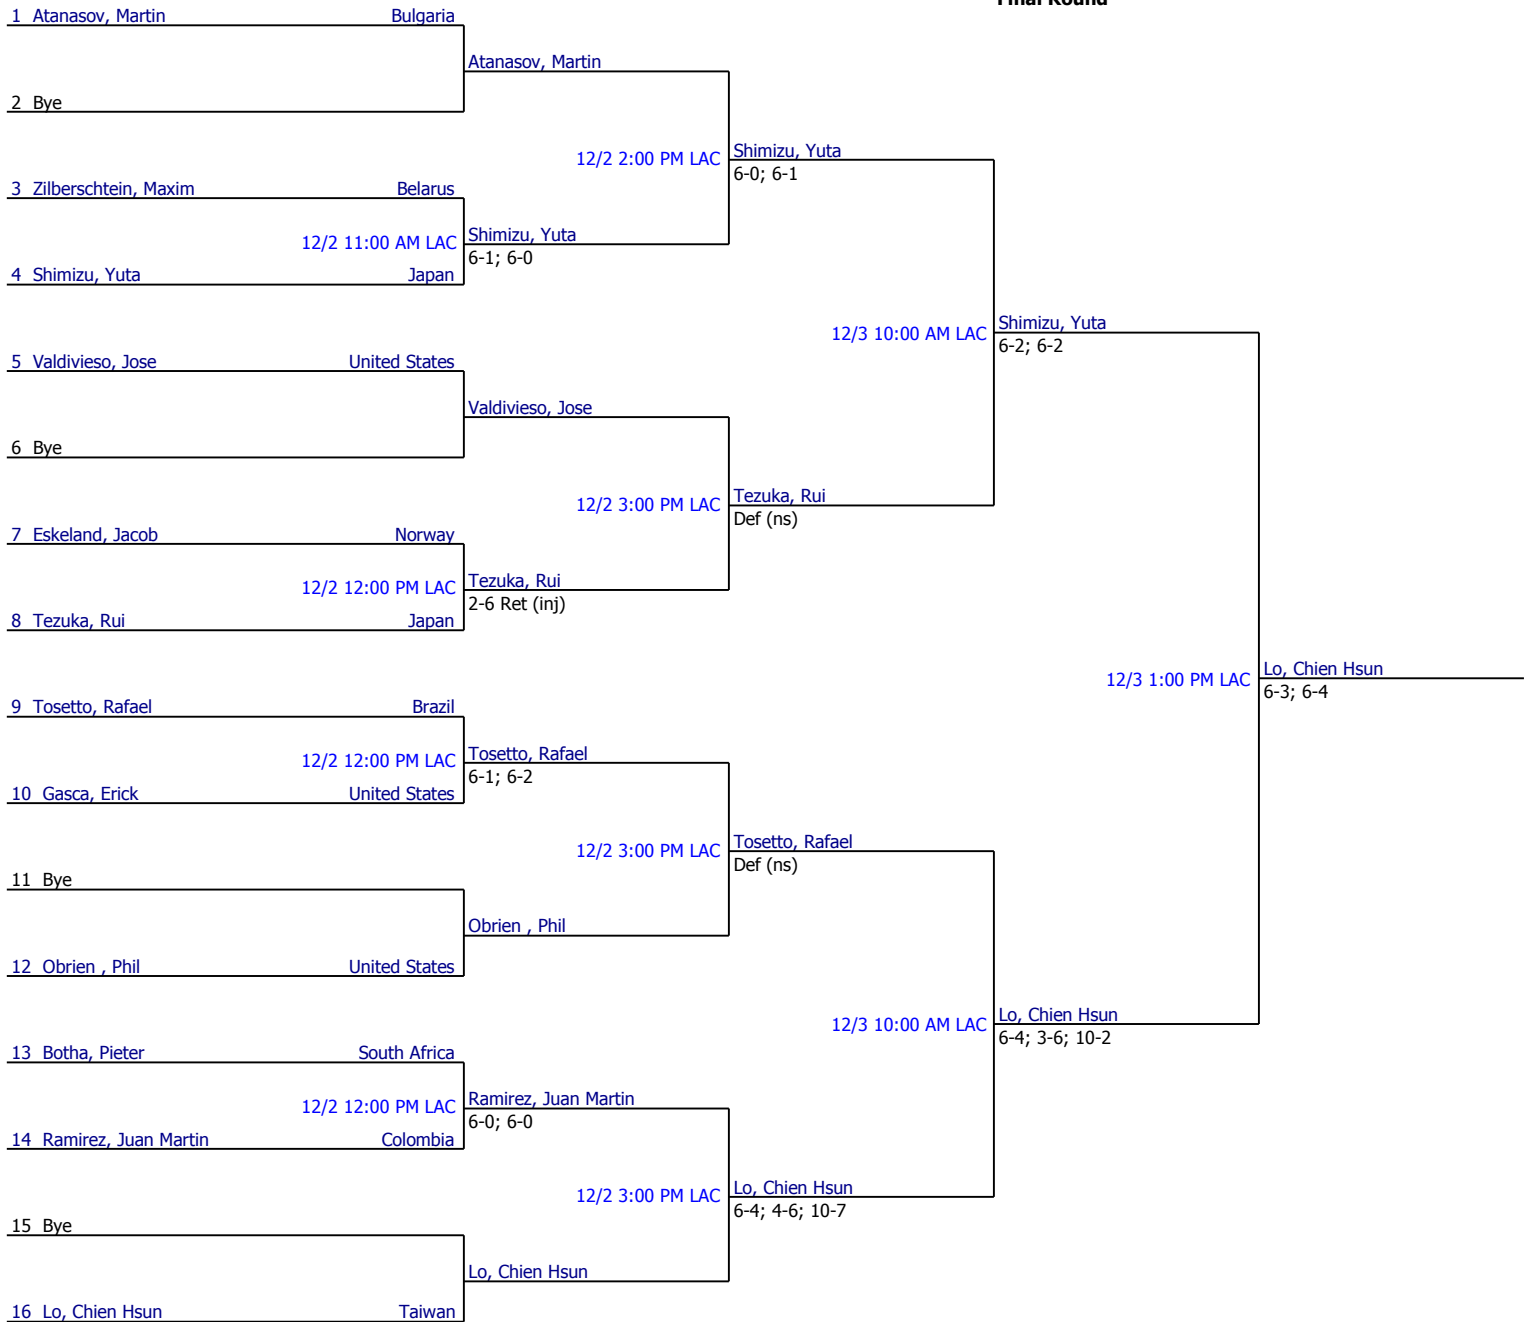 Final Round
1 Atanasov, Martin Bulgaria
Atanasov, Martin
2 Bye
12/2 2:00 PM LAC Shimizu, Yuta
6-0; 6-1
3 Zilberschtein, Maxim Belarus
12/2 11:00 AM LAC Shimizu, Yuta
6-1; 6-0
4 Shimizu, Yuta Japan
12/3 10:00 AM LAC Shimizu, Yuta
6-2; 6-2
5 Valdivieso, Jose United States
Valdivieso, Jose
6 Bye
12/2 3:00 PM LAC Tezuka, Rui
Def (ns)
7 Eskeland, Jacob Norway
12/2 12:00 PM LAC Tezuka, Rui
2-6 Ret (inj)
8 Tezuka, Rui Japan
12/3 1:00 PM LAC Lo, Chien Hsun
6-3; 6-4
9 Tosetto, Rafael Brazil
12/2 12:00 PM LAC Tosetto, Rafael
6-1; 6-2
10 Gasca, Erick United States
12/2 3:00 PM LAC Tosetto, Rafael
Def (ns)
11 Bye
Obrien , Phil
12 Obrien , Phil United States
12/3 10:00 AM LAC Lo, Chien Hsun
6-4; 3-6; 10-2
13 Botha, Pieter South Africa
12/2 12:00 PM LAC Ramirez, Juan Martin
6-0; 6-0
14 Ramirez, Juan Martin Colombia
12/2 3:00 PM LAC Lo, Chien Hsun
6-4; 4-6; 10-7
15 Bye
Lo, Chien Hsun
16 Lo, Chien Hsun Taiwan